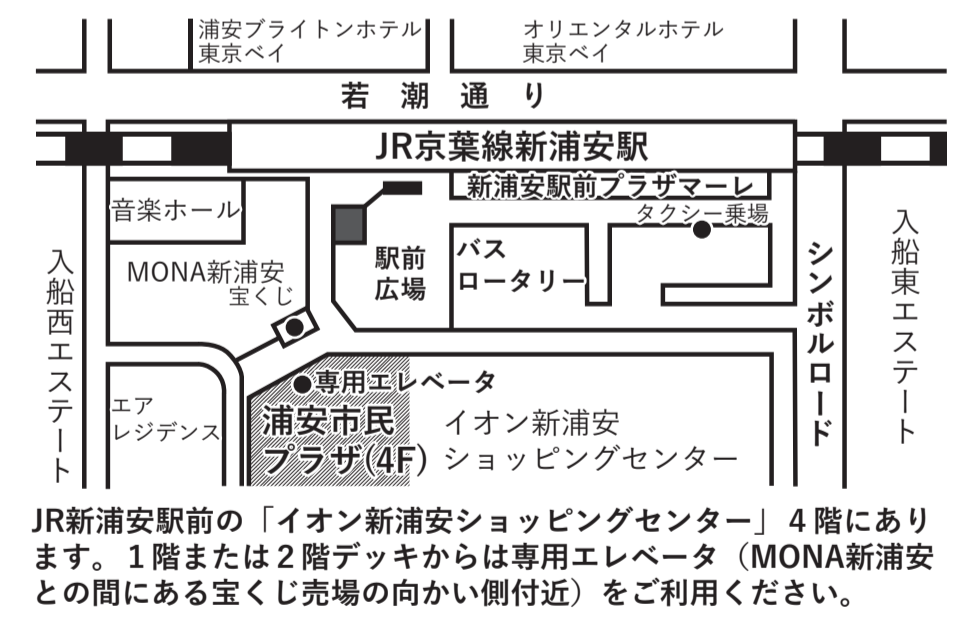 浦安ブライトンホテル
東京ベイ
オリエンタルホテル
東京ベイ
若潮通り
JR京葉線新浦安駅
新浦安駅前プラザマーレ
タクシー乗場
音楽ホール
MONA新浦安
宝くじ
駅前
広場
バス
ロータリー
入船西エステート
シンボルロード
入船東エステート
エア
レジデンス
専用エレベータ
浦安市民
プラザ(4F)
イオン新浦安
ショッピングセンター
JR新浦安駅前の「イオン新浦安ショッピングセンター」4階にあり
ます。1階または2階デッキからは専用エレベータ(MONA新浦安
との間にある宝くじ売場の向かい側付近)をご利用ください。